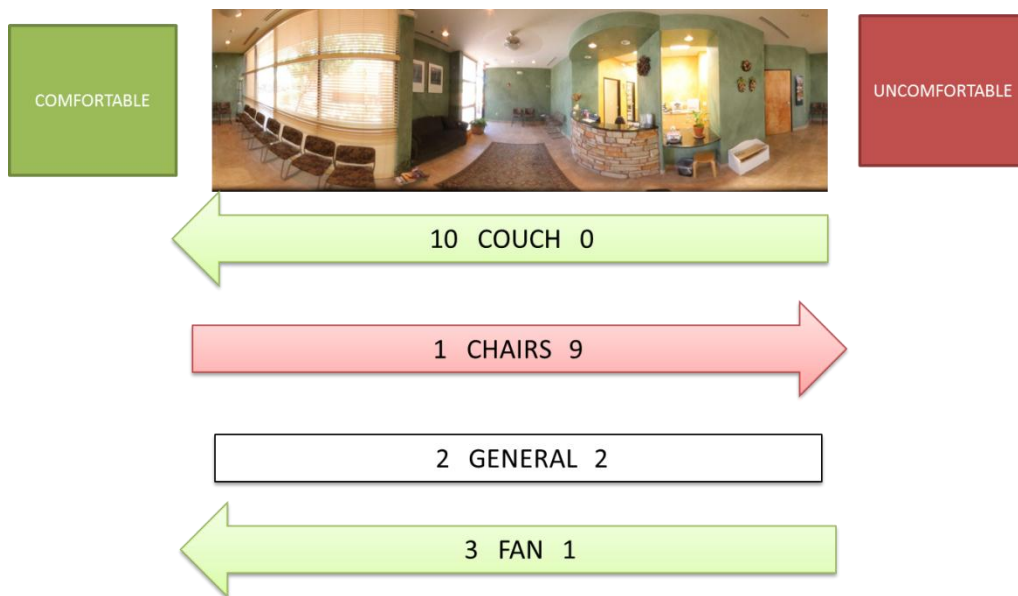 COMFORTABLE
UNCOMFORTABLE
10 COUCH 0
1 CHAIRS 9
2 GENERAL 2
3 FAN 1